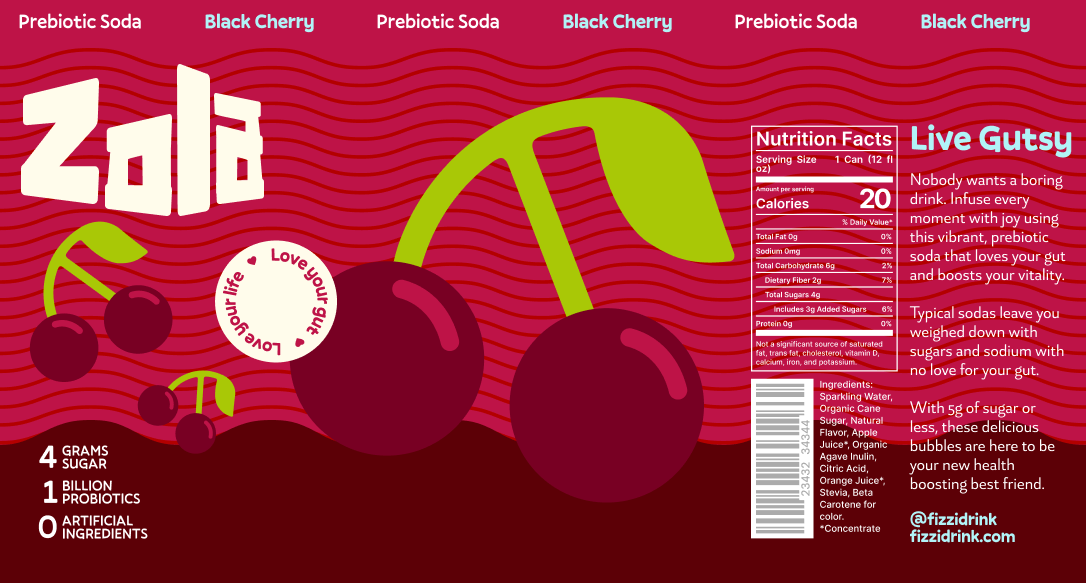 Prebiotic Soda Black Cherry Prebiotic Soda Black Cherry Prebiotic Soda Black Cherry
Zola
Love your gut
Love your life
4 GRAMS
SUGAR
1 BILLION
PROBIOTICS
0 ARTIFICIAL
INGREDIENTS
Nutrition Facts
Serving Size 1 Can (12 fl
oz)
Amount per serving
Calories 20
% Daily Value*
Total Fat 0g 0%
Sodium 0mg 0%
Total Carbohydrate 6g 2%
Dietary Fiber 2g 7%
Total Sugars 4g
Includes 3g Added Sugars 6%
Protein 0g 0%
Not a significant source of saturated
fat, trans fat, cholesterol, vitamin D,
calcium, iron, and potassium.
23432 34344
Ingredients:
Sparkling Water,
Organic Cane
Sugar, Natural
Flavor, Apple
Juice*, Organic
Agave Inulin,
Citric Acid,
Orange Juice*,
Stevia, Beta
Carotene for
color.
*Concentrate
Live Gutsy
Nobody wants a boring
drink. Infuse every
moment with joy using
this vibrant, prebiotic
soda that loves your gut
and boosts your vitality.
Typical sodas leave you
weighed down with
sugars and sodium with
no love for your gut.
With 5g of sugar or
less, these delicious
bubbles are here to be
your new health
boosting best friend.
@fizzidrink
fizzidrink.com